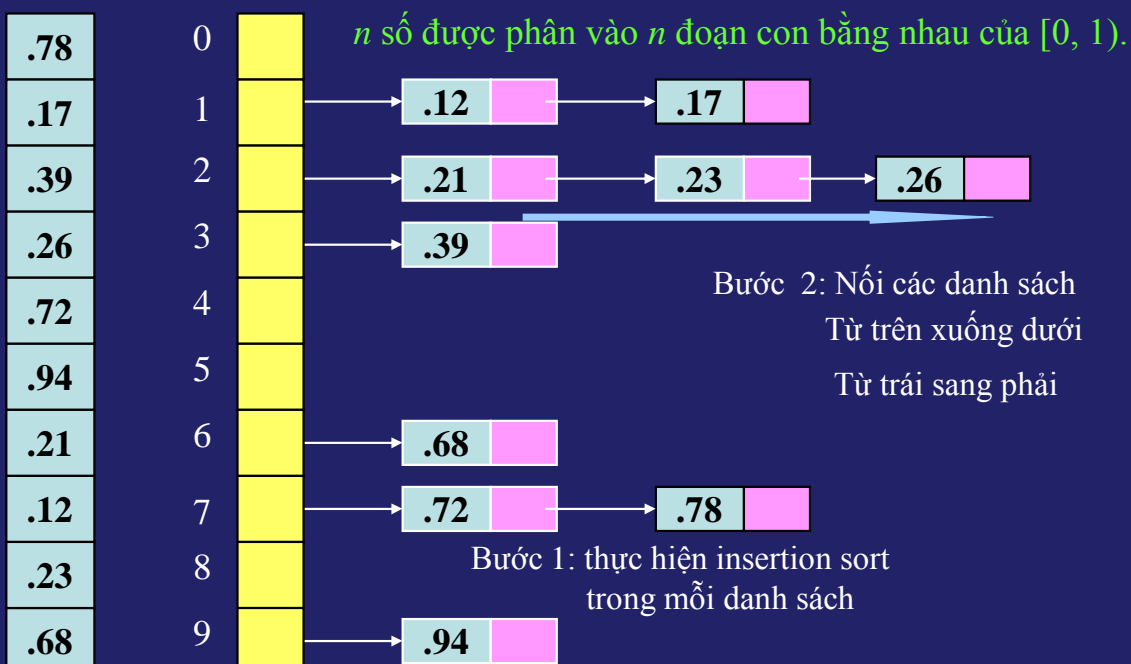 n số được phân vào n đoạn con bằng nhau của [0, 1).
.78 0
.17 1 .12 .17
.39 2 .21 .23 .26
.26 3 .39
Bước 2: Nối các danh sách
.72 4
Từ trên xuống dưới
.94 5
Từ trái sang phải
.21 6 .68
.12 7 .72 .78
Bước 1: thực hiện insertion sort
.23 8
trong mỗi danh sách
.68 9 .94